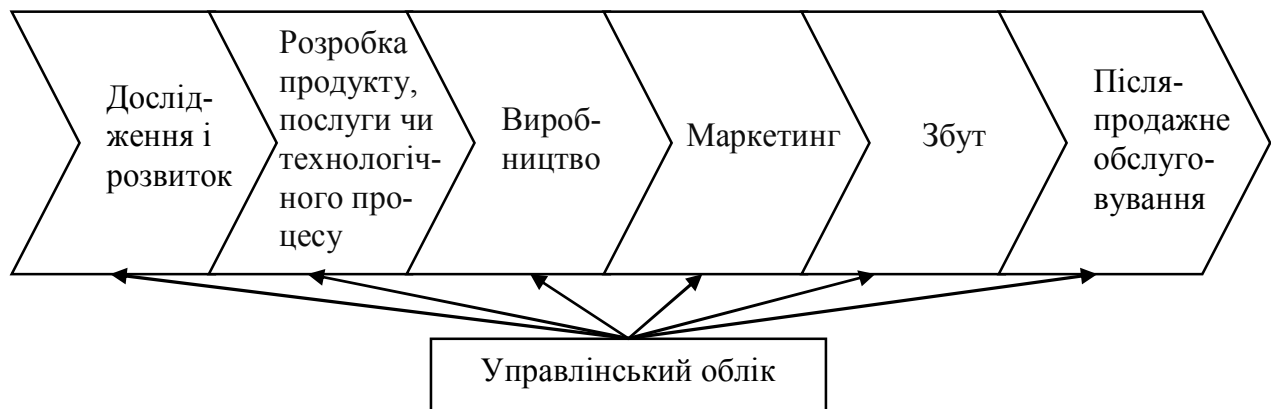 Дослід-
ження і
розвиток
Розробка
продукту,
послуги чи
технологіч-
ного про-
цесу
Вироб-
ництво
Маркетинг
Збут
Після-
продажне
обслуго-
вування
Управлінський облік